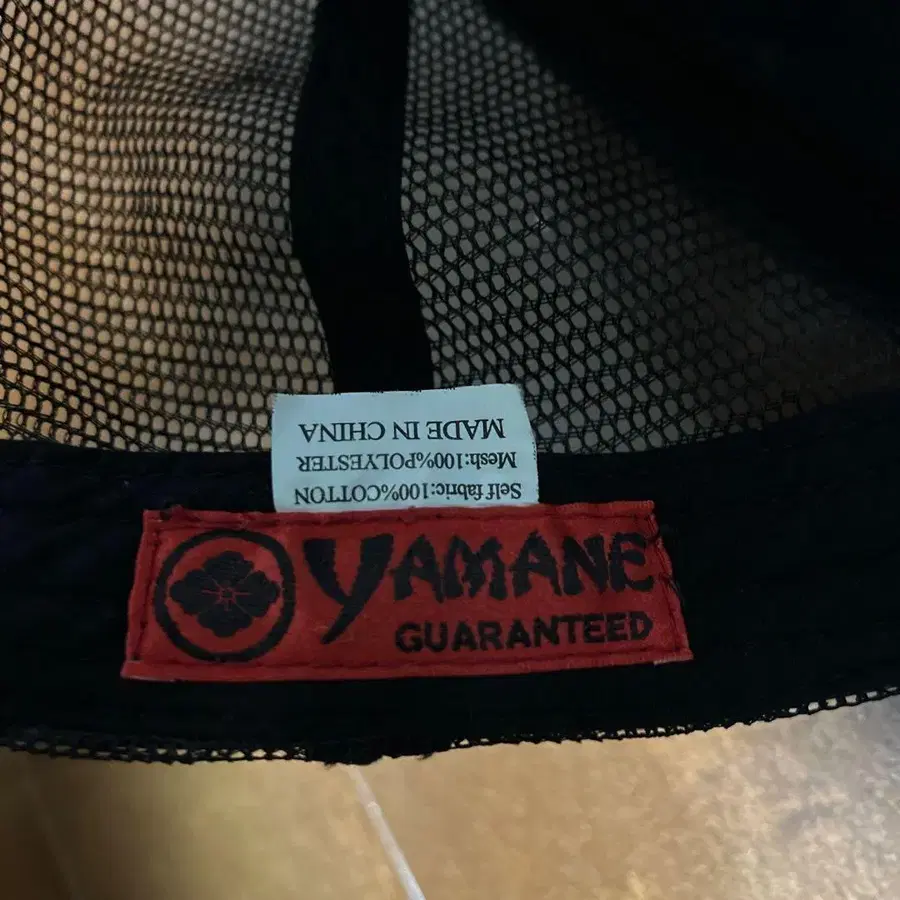 MADE IN CHINA
Mesh:100%POLYESTER
Self fabric:100%COTTON
YAMANE
GUARANTEED